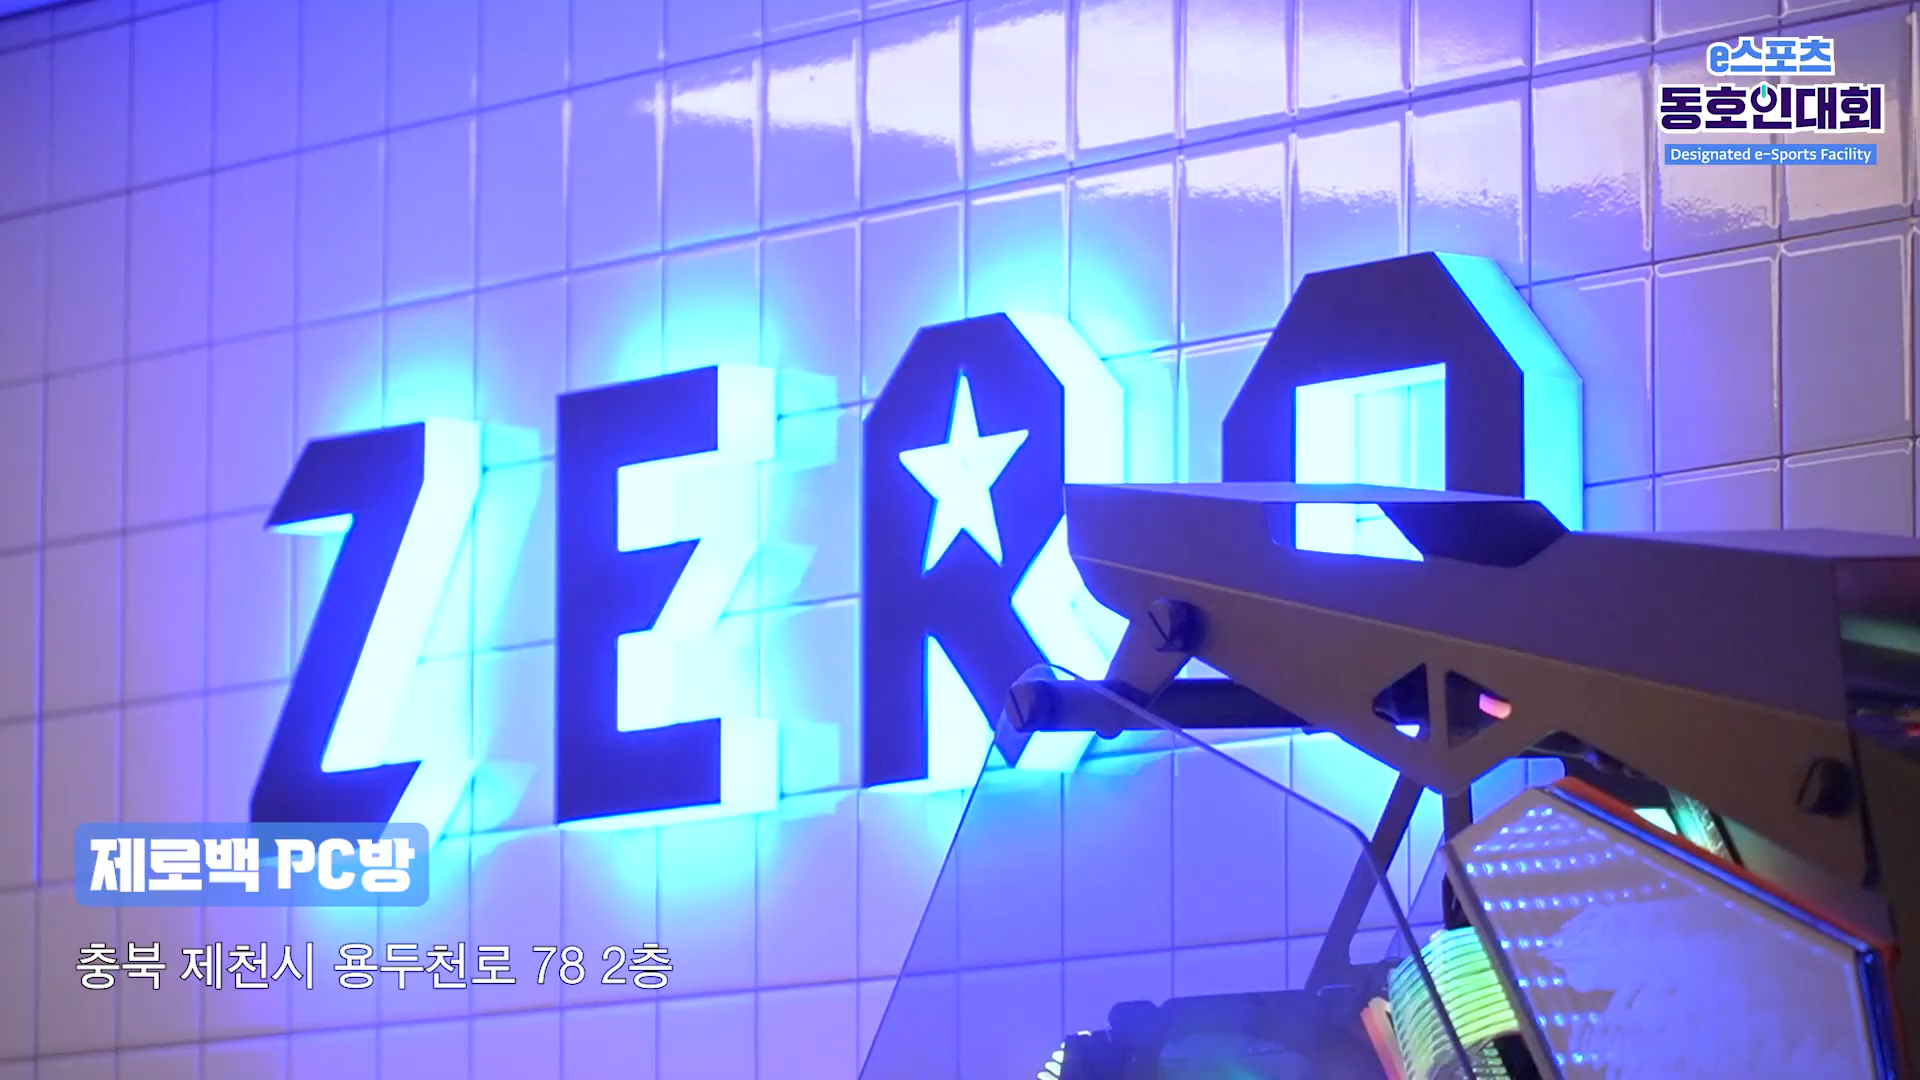 e스포츠
동호인대회
Designated e-Sports Facility
ZERO
제로백 PC방
충북 제천시 용두천로 78 2층